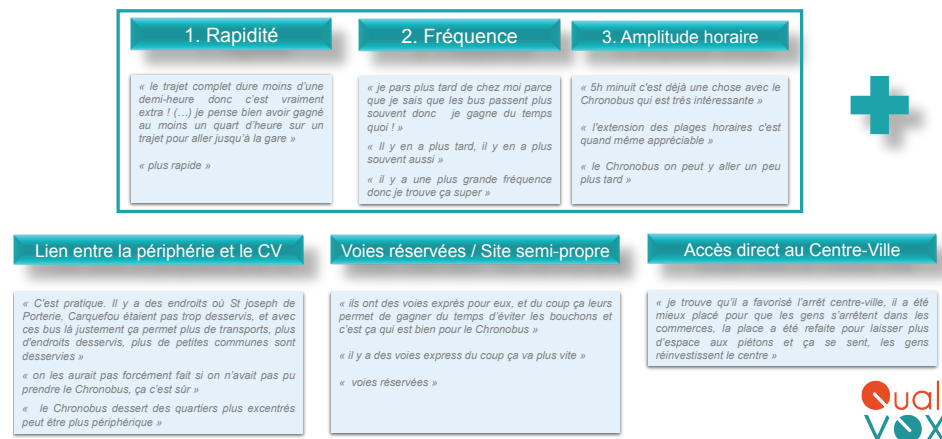 1. Rapidité
« le trajet complet dure moins d'une
demi-heure donc c'est vraiment
extra ! (…) je pense bien avoir gagné
au moins un quart d'heure sur un
trajet pour aller jusqu'à la gare »
« plus rapide »
2. Fréquence
« je pars plus tard de chez moi parce
que je sais que les bus passent plus
souvent donc je gagne du temps
quoi ! »
« Il y en a plus tard, il y en a plus
souvent aussi »
« il y a une plus grande fréquence
donc je trouve ça super »
3. Amplitude horaire
« 5h minuit c'est déjà une chose avec le
Chronobus qui est très intéressante »
« l'extension des plages horaires c'est
quand même appréciable »
« le Chronobus on peut y aller un peu
plus tard »
Lien entre la périphérie et le CV
« C'est pratique. Il y a des endroits où St joseph de
Porterie, Carquefou étaient pas trop desservis, et avec
ces bus là justement ça permet plus de transports, plus
d'endroits desservis, plus de petites communes sont
desservies »
« on les aurait pas forcément fait si on n'avait pas pu
prendre le Chronobus, ça c'est sûr »
« le Chronobus dessert des quartiers plus excentrés
peut être plus périphérique »
Voies réservées / Site semi-propre
« ils ont des voies exprès pour eux, et du coup ça leurs
permet de gagner du temps d'éviter les bouchons et
c'est ça qui est bien pour le Chronobus »
« il y a des voies express du coup ça va plus vite »
« voies réservées »
Accès direct au Centre-Ville
« je trouve qu'il a favorisé l'arrêt centre-ville, il a été
mieux placé pour que les gens s'arrêtent dans les
commerces, la place a été refaite pour laisser plus
d'espace aux piétons et ça se sent, les gens
réinvestissent le centre »
Quali
VOX